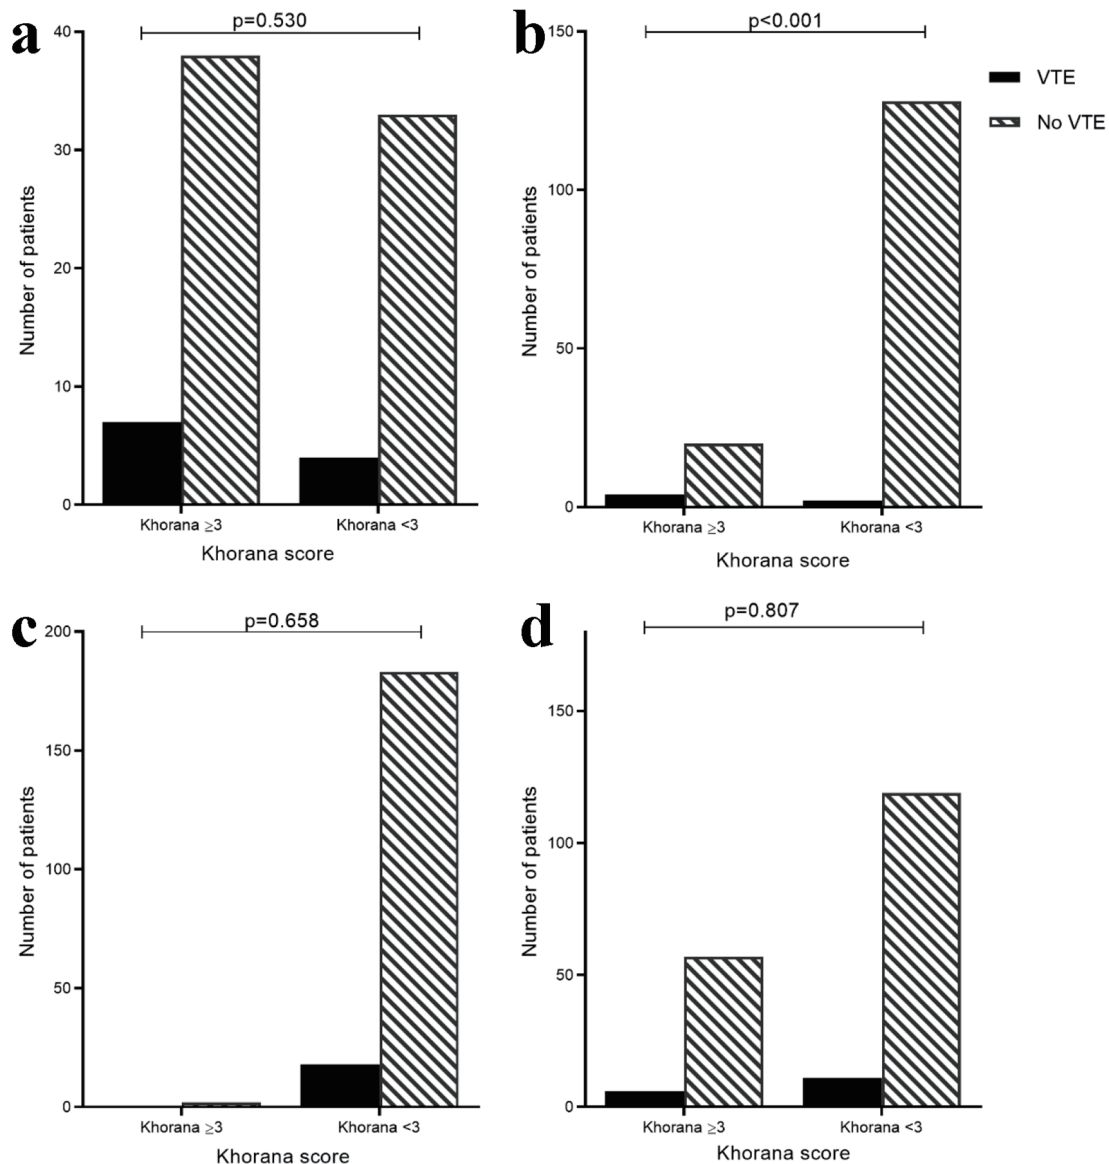 a
p=0.530
40
30
20
10
0
Number of patients
Khorana ≥3
Khorana <3
Khorana score
b
p<0.001
150
100
50
0
Number of patients
Khorana ≥3
Khorana <3
Khorana score
VTE
No VTE
c
p=0.658
200
150
100
50
0
Number of patients
Khorana ≥3
Khorana <3
Khorana score
d
p=0.807
150
100
50
0
Number of patients
Khorana ≥3
Khorana <3
Khorana score